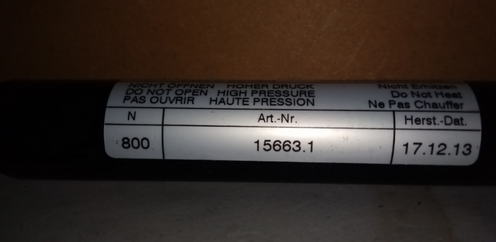 NICHT ÖFFNEN HOHER DRUCK Nicht Erhitzen
DO NOT OPEN HIGH PRESSURE Do Not Heat
PAS OUVRIR HAUTE PRESSION Ne Pas Chauffer
N Art.-Nr. Herst.-Dat.
800 15663.1 17.12.13